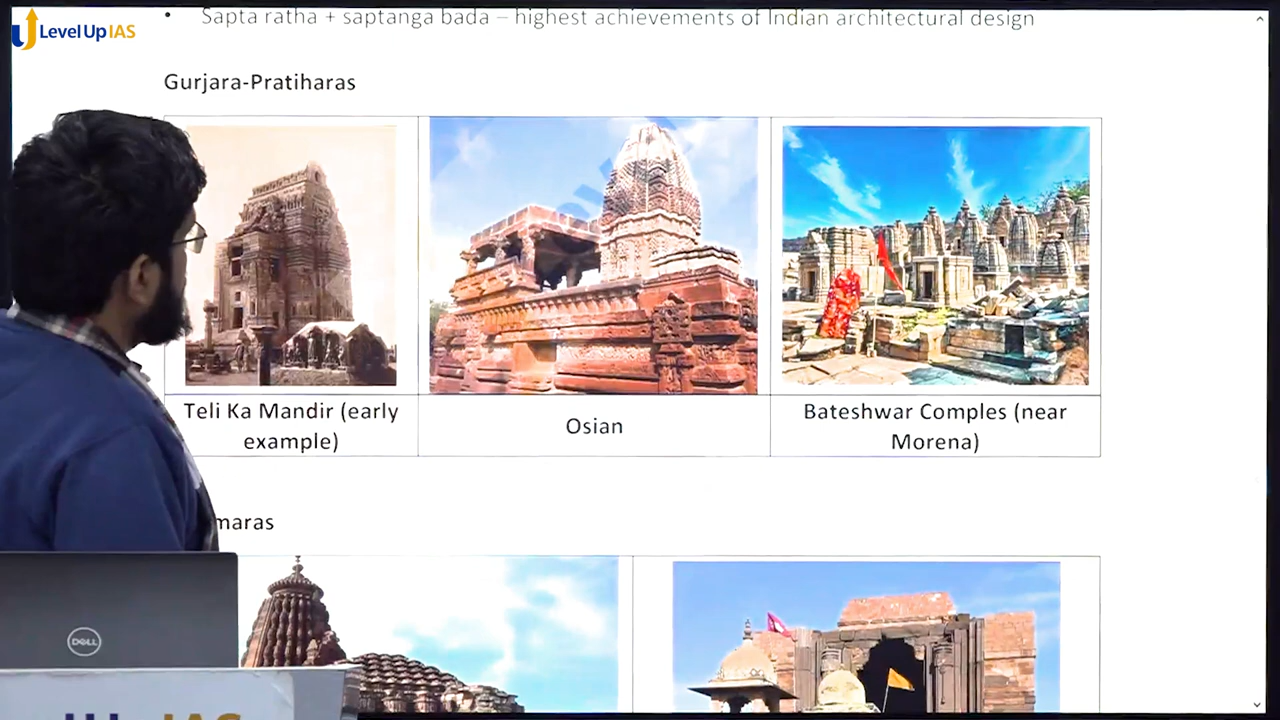 • Sapta ratha + saptanga bada – highest achievements of Indian architectural design
Level Up IAS
Gurjara-Pratiharas
Teli Ka Mandir (early
example)
Osian
Bateshwar Comples (near
Morena)
maras
DELL
IAS